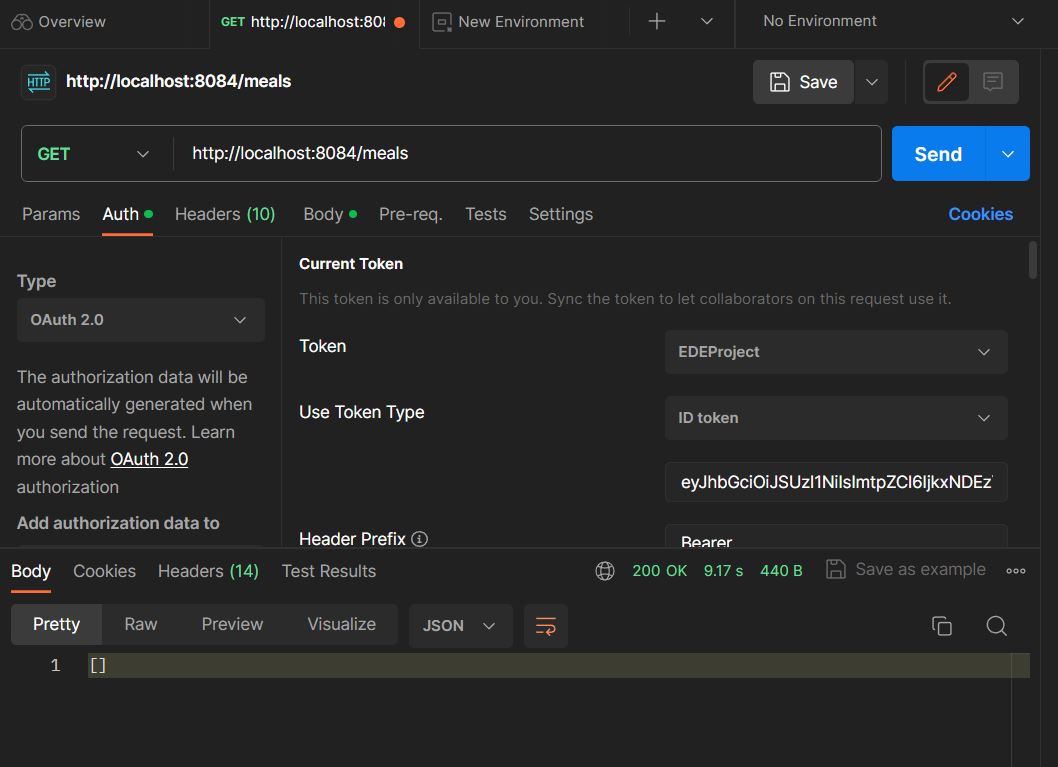 Overview
GET http://localhost:808
New Environment
No Environment
HTTP http://localhost:8084/meals
Save
GET http://localhost:8084/meals
Send
Params Auth Headers (10) Body Pre-req. Tests Settings Cookies
Type
OAuth 2.0
The authorization data will be
automatically generated when
you send the request. Learn
more about OAuth 2.0
authorization
Add authorization data to
Current Token
This token is only available to you. Sync the token to let collaborators on this request use it.
Token EDEProject
Use Token Type ID token
Header Prefix Bearer
Body Cookies Headers (14) Test Results 200 OK 9.17 s 440 B Save as example
Pretty Raw Preview Visualize JSON
1 []